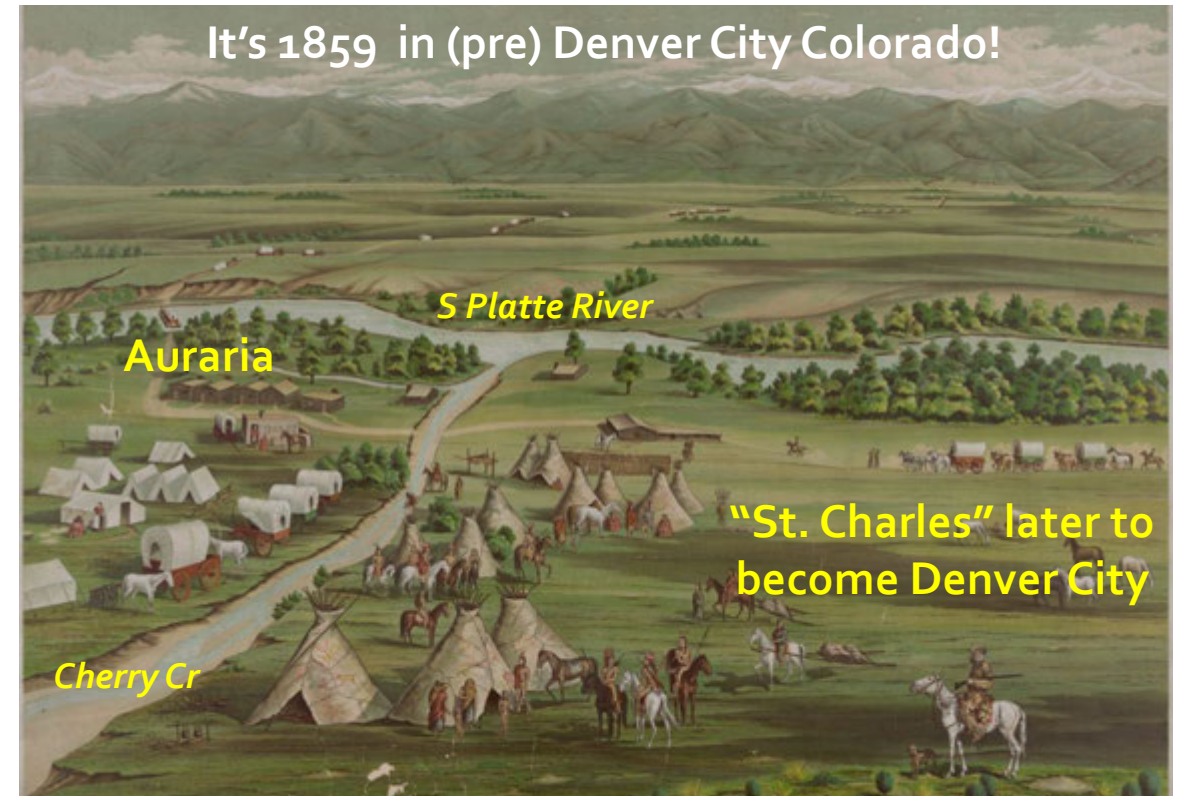 It's 1859  in (pre) Denver City Colorado!
S Platte River
Auraria
“St. Charles” later to
become Denver City
Cherry Cr